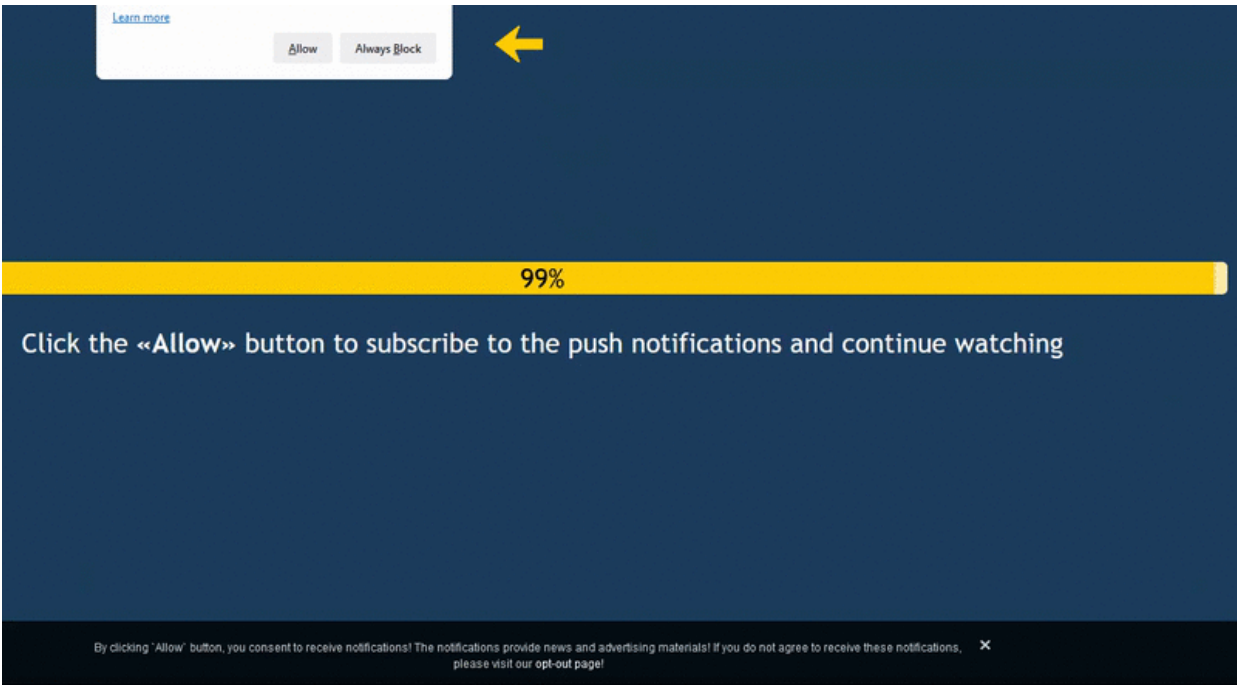 Learn more
Allow Always Block
99%
Click the «Allow» button to subscribe to the push notifications and continue watching
By clicking `Allow` button, you consent to receive notifications! The notifications provide news and advertising materials! If you do not agree to receive these notifications, ✕
please visit our opt-out page!